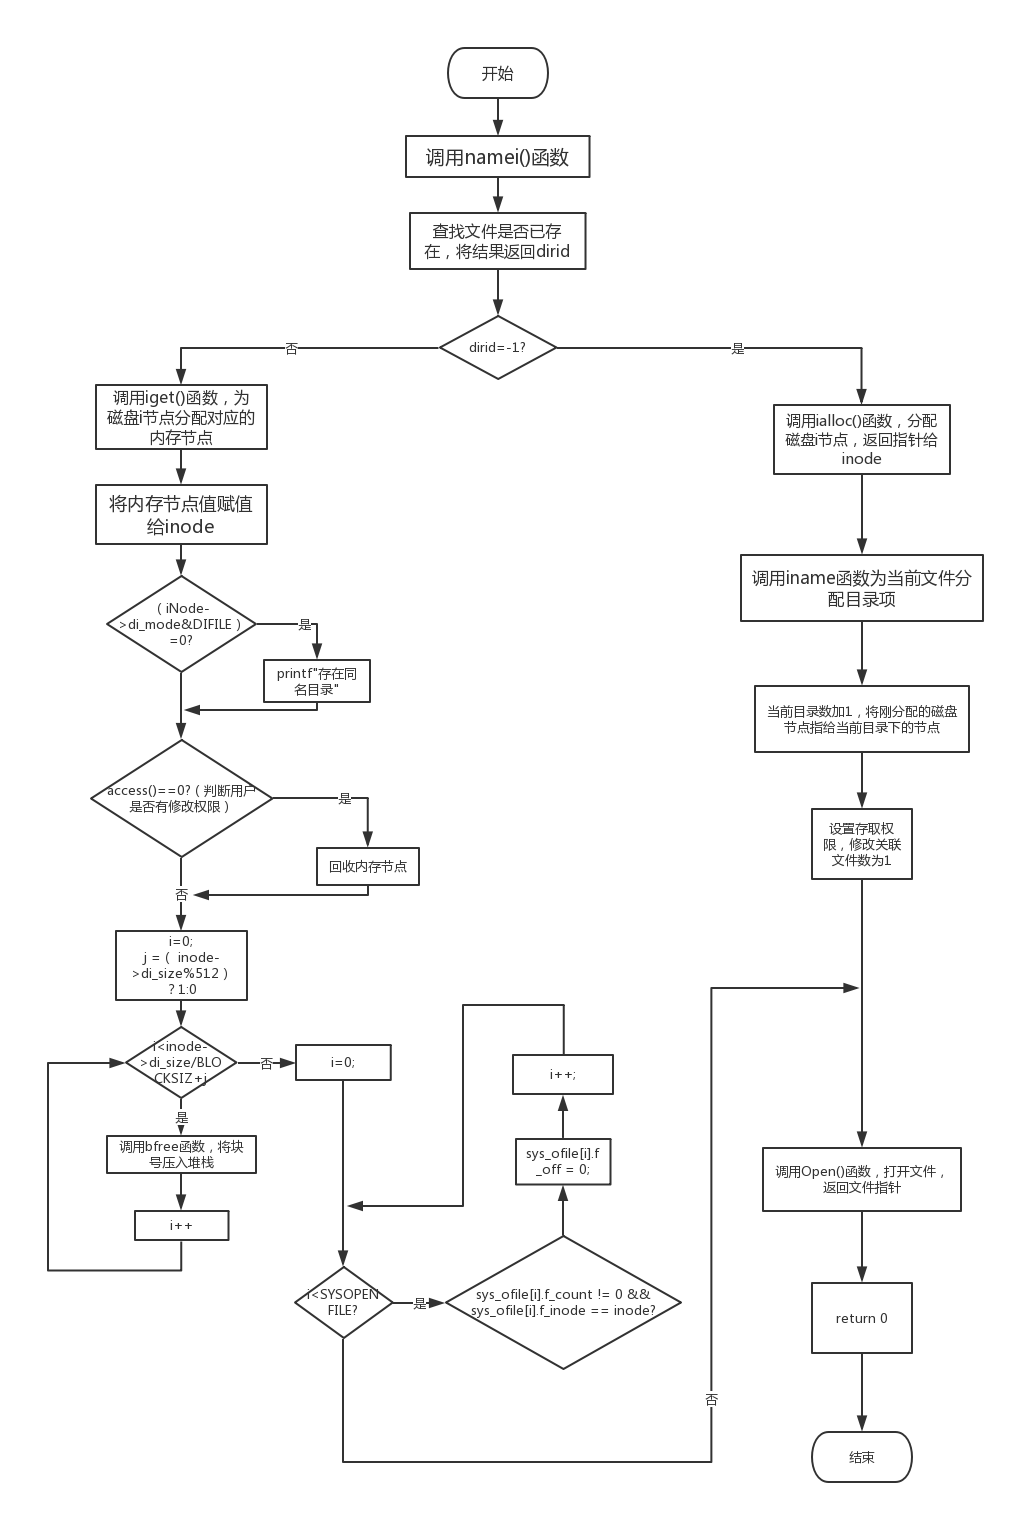 开始
调用namei()函数
查找文件是否已存
在，将结果返回dirid
dirid=-1?
否
是
调用iget()函数，为
磁盘i节点分配对应的
内存节点
将内存节点值赋值
给inode
（iNode-
>di_mode&DIFILE）
=0?
是
printf"存在同
名目录"
access()==0?（判断用户
是否有修改权限）
是
回收内存节点
否
i=0;
j =（ inode-
>di_size%512）
? 1:0
i<inode-
>di_size/BLO
CKSIZ+j
否
i=0;
是
调用bfree函数，将块
号压入堆栈
i++
i<SYSOPEN
FILE?
是
sys_ofile[i].f_count != 0 &&
sys_ofile[i].f_inode == inode?
sys_ofile[i].f
_off = 0;
i++;
否
调用ialloc()函数，分配
磁盘i节点，返回指针给
inode
调用iname函数为当前文件分
配目录项
当前目录数加1，将刚分配的磁盘
节点指给当前目录下的节点
设置存取权
限，修改关联
文件数为1
调用Open()函数，打开文件，
返回文件指针
return 0
结束